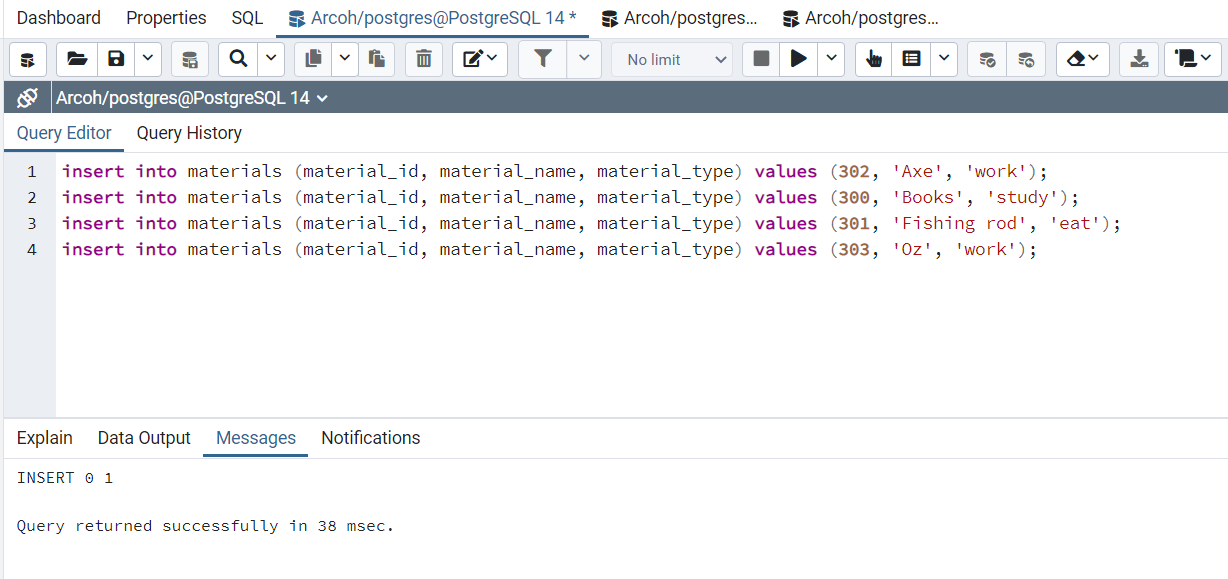 Dashboard Properties SQL Arcoh/postgres@PostgreSQL 14 * Arcoh/postgres... Arcoh/postgres...
No limit
Arcoh/postgres@PostgreSQL 14
Query Editor Query History
1 insert into materials (material_id, material_name, material_type) values (302, 'Axe', 'work');
2 insert into materials (material_id, material_name, material_type) values (300, 'Books', 'study');
3 insert into materials (material_id, material_name, material_type) values (301, 'Fishing rod', 'eat');
4 insert into materials (material_id, material_name, material_type) values (303, 'Oz', 'work');
Explain Data Output Messages Notifications
INSERT 0 1
Query returned successfully in 38 msec.